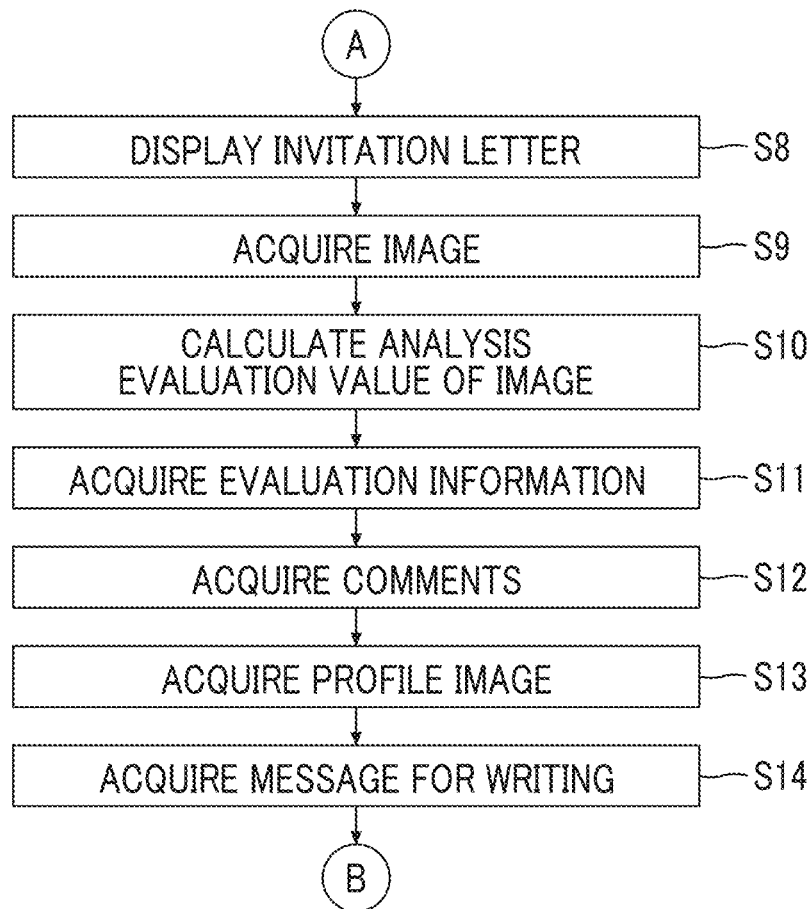 A
DISPLAY INVITATION LETTER S8
ACQUIRE IMAGE S9
CALCULATE ANALYSIS
EVALUATION VALUE OF IMAGE S10
ACQUIRE EVALUATION INFORMATION S11
ACQUIRE COMMENTS S12
ACQUIRE PROFILE IMAGE S13
ACQUIRE MESSAGE FOR WRITING S14
B